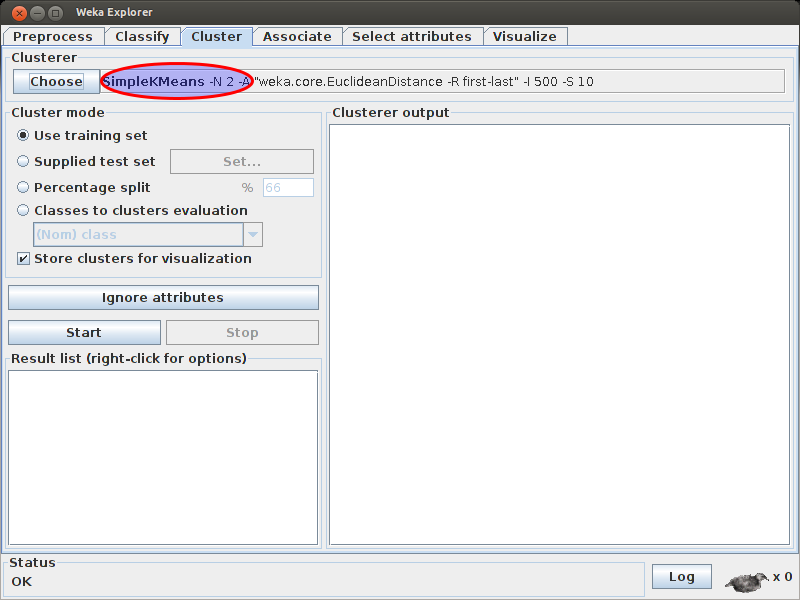 Weka Explorer
Preprocess Classify Cluster Associate Select attributes Visualize
Clusterer
Choose SimpleKMeans -N 2 -A "weka.core.EuclideanDistance -R first-last" -I 500 -S 10
Cluster mode
Use training set
Supplied test set Set...
Percentage split % 66
Classes to clusters evaluation
(Nom) class
Store clusters for visualization
Ignore attributes
Start Stop
Result list (right-click for options)
Clusterer output
Status
OK
Log x 0